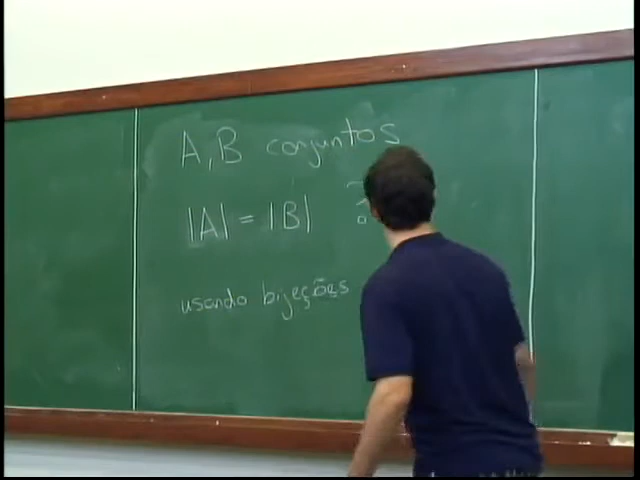 A, B conjuntos
|A| = |B| ?
usando bijeções